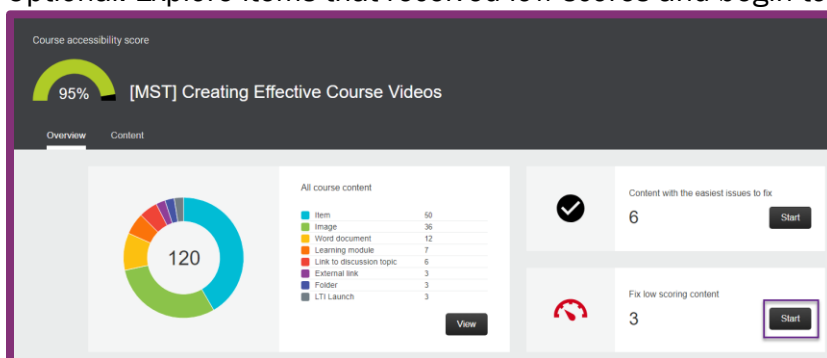 Optional: Explore items that received low scores and begin to
Course accessibility score
95%
[MST] Creating Effective Course Videos
Overview Content
120
All course content
Item 50
Image 36
Word document 12
Learning module 7
Link to discussion topic 6
External link 3
Folder 3
LTI Launch 3
View
Content with the easiest issues to fix
6
Start
Fix low scoring content
3
Start